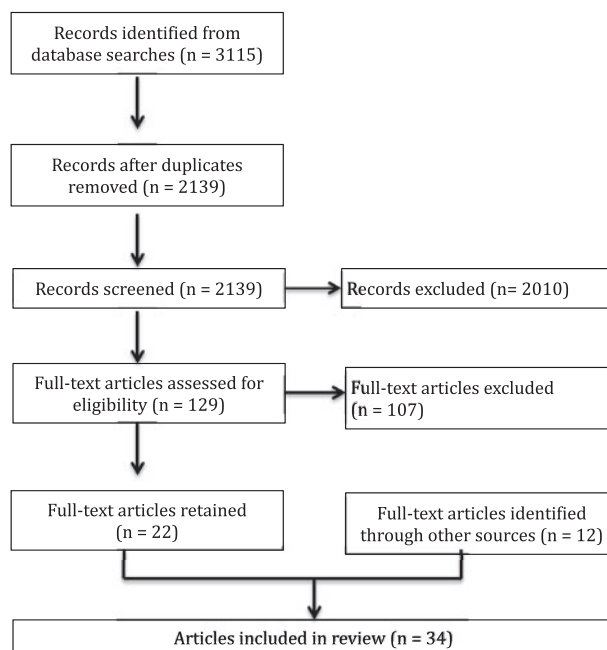 Records identified from
database searches (n = 3115)
Records after duplicates
removed (n = 2139)
Records screened (n = 2139)
Records excluded (n= 2010)
Full-text articles assessed for
eligibility (n = 129)
Full-text articles excluded
(n = 107)
Full-text articles retained
(n = 22)
Full-text articles identified
through other sources (n = 12)
Articles included in review (n = 34)